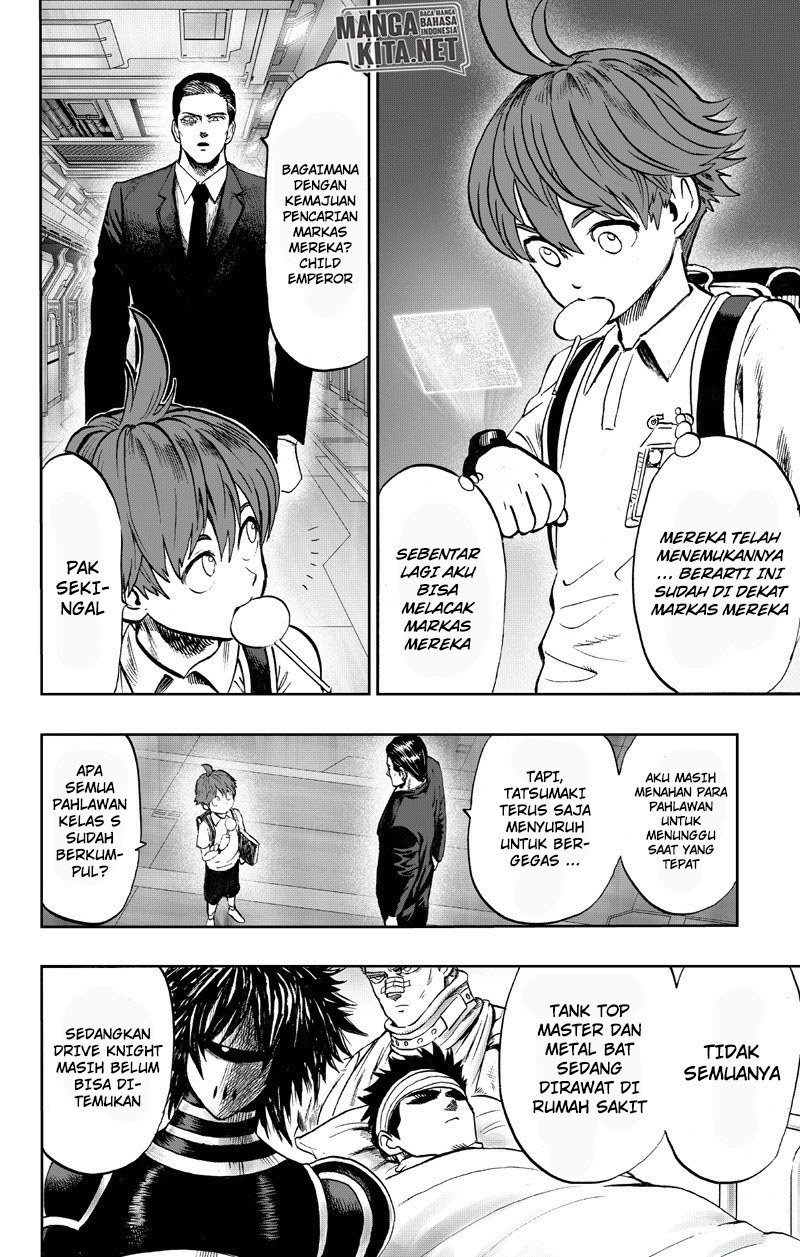 MANGA
KITA.NET
BACA MANGA
BAHASA
INDONESIA
MEREKA TELAH
MENEMUKANNYA
... BERARTI INI
SUDAH DI DEKAT
MARKAS MEREKA
SEBENTAR
LAGI AKU
BISA
MELACAK
MARKAS
MEREKA
BAGAIMANA
DENGAN
KEMAJUAN
PENCARIAN
MARKAS
MEREKA?
CHILD
EMPEROR
PAK
SEKI-
NGAL
AKU MASIH
MENAHAN PARA
PAHLAWAN
UNTUK
MENUNGGU
SAAT YANG
TEPAT
TAPI,
TATSUMAKI
TERUS SAJA
MENYURUH
UNTUK BER-
GEGAS ...
APA
SEMUA
PAHLAWAN
KELAS S
SUDAH
BERKUM-
PUL?
TIDAK
SEMUANYA
TANK TOP
MASTER DAN
METAL BAT
SEDANG
DIRAWAT DI
RUMAH SAKIT
SEDANGKAN
DRIVE KNIGHT
MASIH BELUM
BISA DI-
TEMUKAN